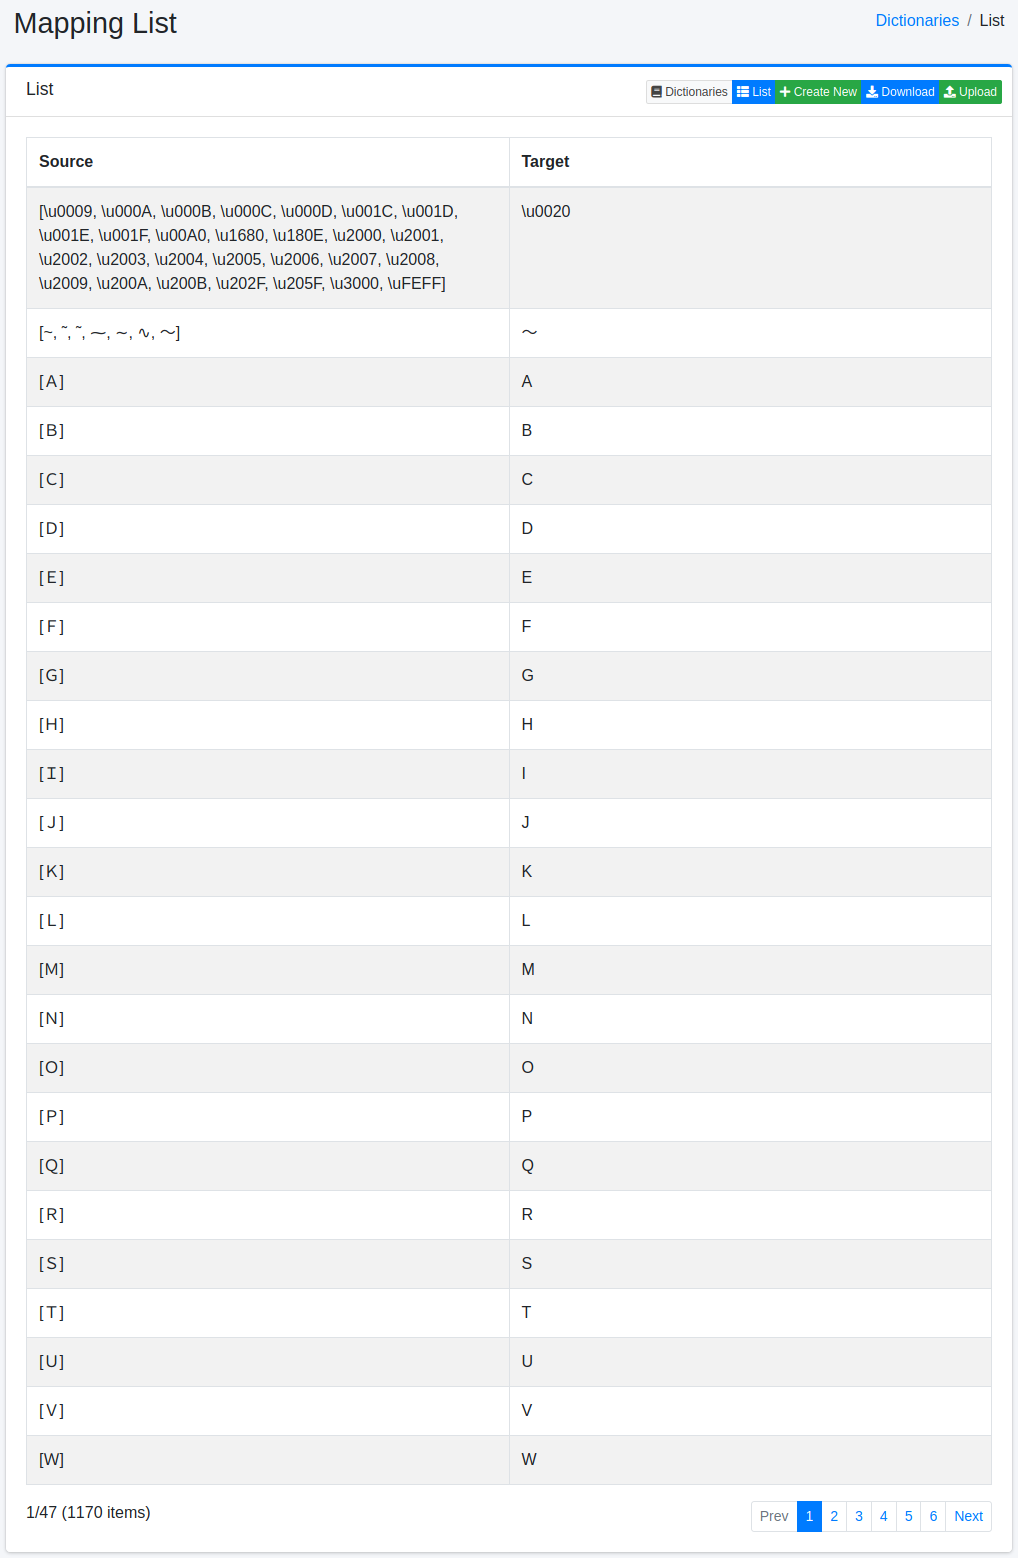 Mapping List
Dictionaries / List
List
Dictionaries List Create New Download Upload
Source Target
[\u0009, \u000A, \u000B, \u000C, \u000D, \u001C, \u001D, \u0020
\u001E, \u001F, \u00A0, \u1680, \u180E, \u2000, \u2001,
\u2002, \u2003, \u2004, \u2005, \u2006, \u2007, \u2008,
\u2009, \u200A, \u200B, \u202F, \u205F, \u3000, \uFEFF]
[~, ˜, ˜, ⁓, ∼, ∿, 〜] 〜
[Ａ] A
[Ｂ] B
[Ｃ] C
[Ｄ] D
[Ｅ] E
[Ｆ] F
[Ｇ] G
[Ｈ] H
[Ｉ] I
[Ｊ] J
[Ｋ] K
[Ｌ] L
[Ｍ] M
[Ｎ] N
[Ｏ] O
[Ｐ] P
[Ｑ] Q
[Ｒ] R
[Ｓ] S
[Ｔ] T
[Ｕ] U
[Ｖ] V
[Ｗ] W
1/47 (1170 items)
Prev 1 2 3 4 5 6 Next